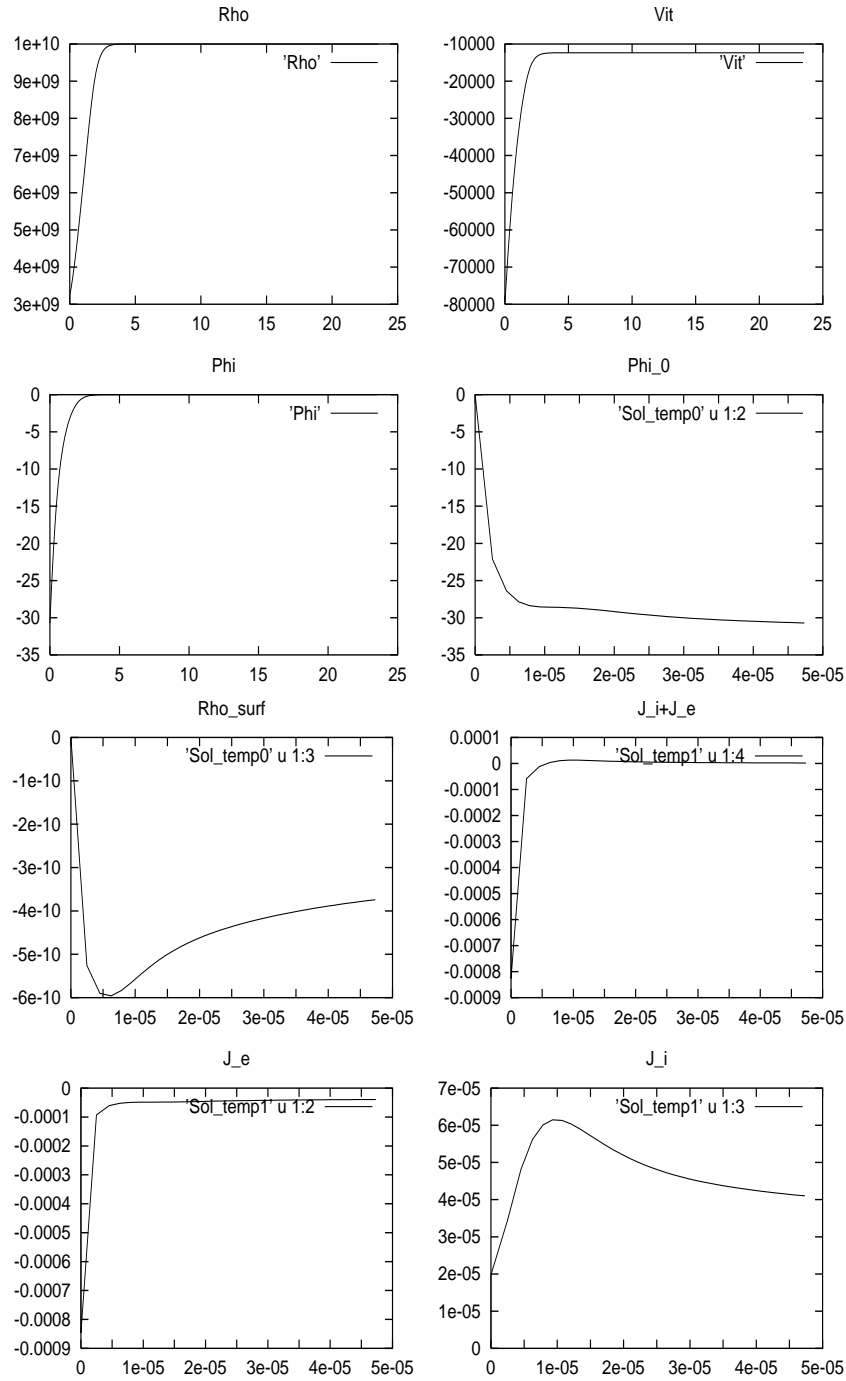 Rho
1e+10
9e+09
8e+09
7e+09
6e+09
5e+09
4e+09
3e+09
0 5 10 15 20 25
’Rho’
Vit
-10000
-20000
-30000
-40000
-50000
-60000
-70000
-80000
0 5 10 15 20 25
’Vit’
Phi
0
-5
-10
-15
-20
-25
-30
-35
0 5 10 15 20 25
’Phi’
Phi_0
0
-5
-10
-15
-20
-25
-30
-35
0 1e-05 2e-05 3e-05 4e-05 5e-05
’Sol_temp0’ u 1:2
Rho_surf
0
-1e-10
-2e-10
-3e-10
-4e-10
-5e-10
-6e-10
0 1e-05 2e-05 3e-05 4e-05 5e-05
’Sol_temp0’ u 1:3
J_i+J_e
0.0001
0
-0.0001
-0.0002
-0.0003
-0.0004
-0.0005
-0.0006
-0.0007
-0.0008
-0.0009
0 1e-05 2e-05 3e-05 4e-05 5e-05
’Sol_temp1’ u 1:4
J_e
0
-0.0001
-0.0002
-0.0003
-0.0004
-0.0005
-0.0006
-0.0007
-0.0008
-0.0009
0 1e-05 2e-05 3e-05 4e-05 5e-05
’Sol_temp1’ u 1:2
J_i
7e-05
6e-05
5e-05
4e-05
3e-05
2e-05
1e-05
0
0 1e-05 2e-05 3e-05 4e-05 5e-05
’Sol_temp1’ u 1:3